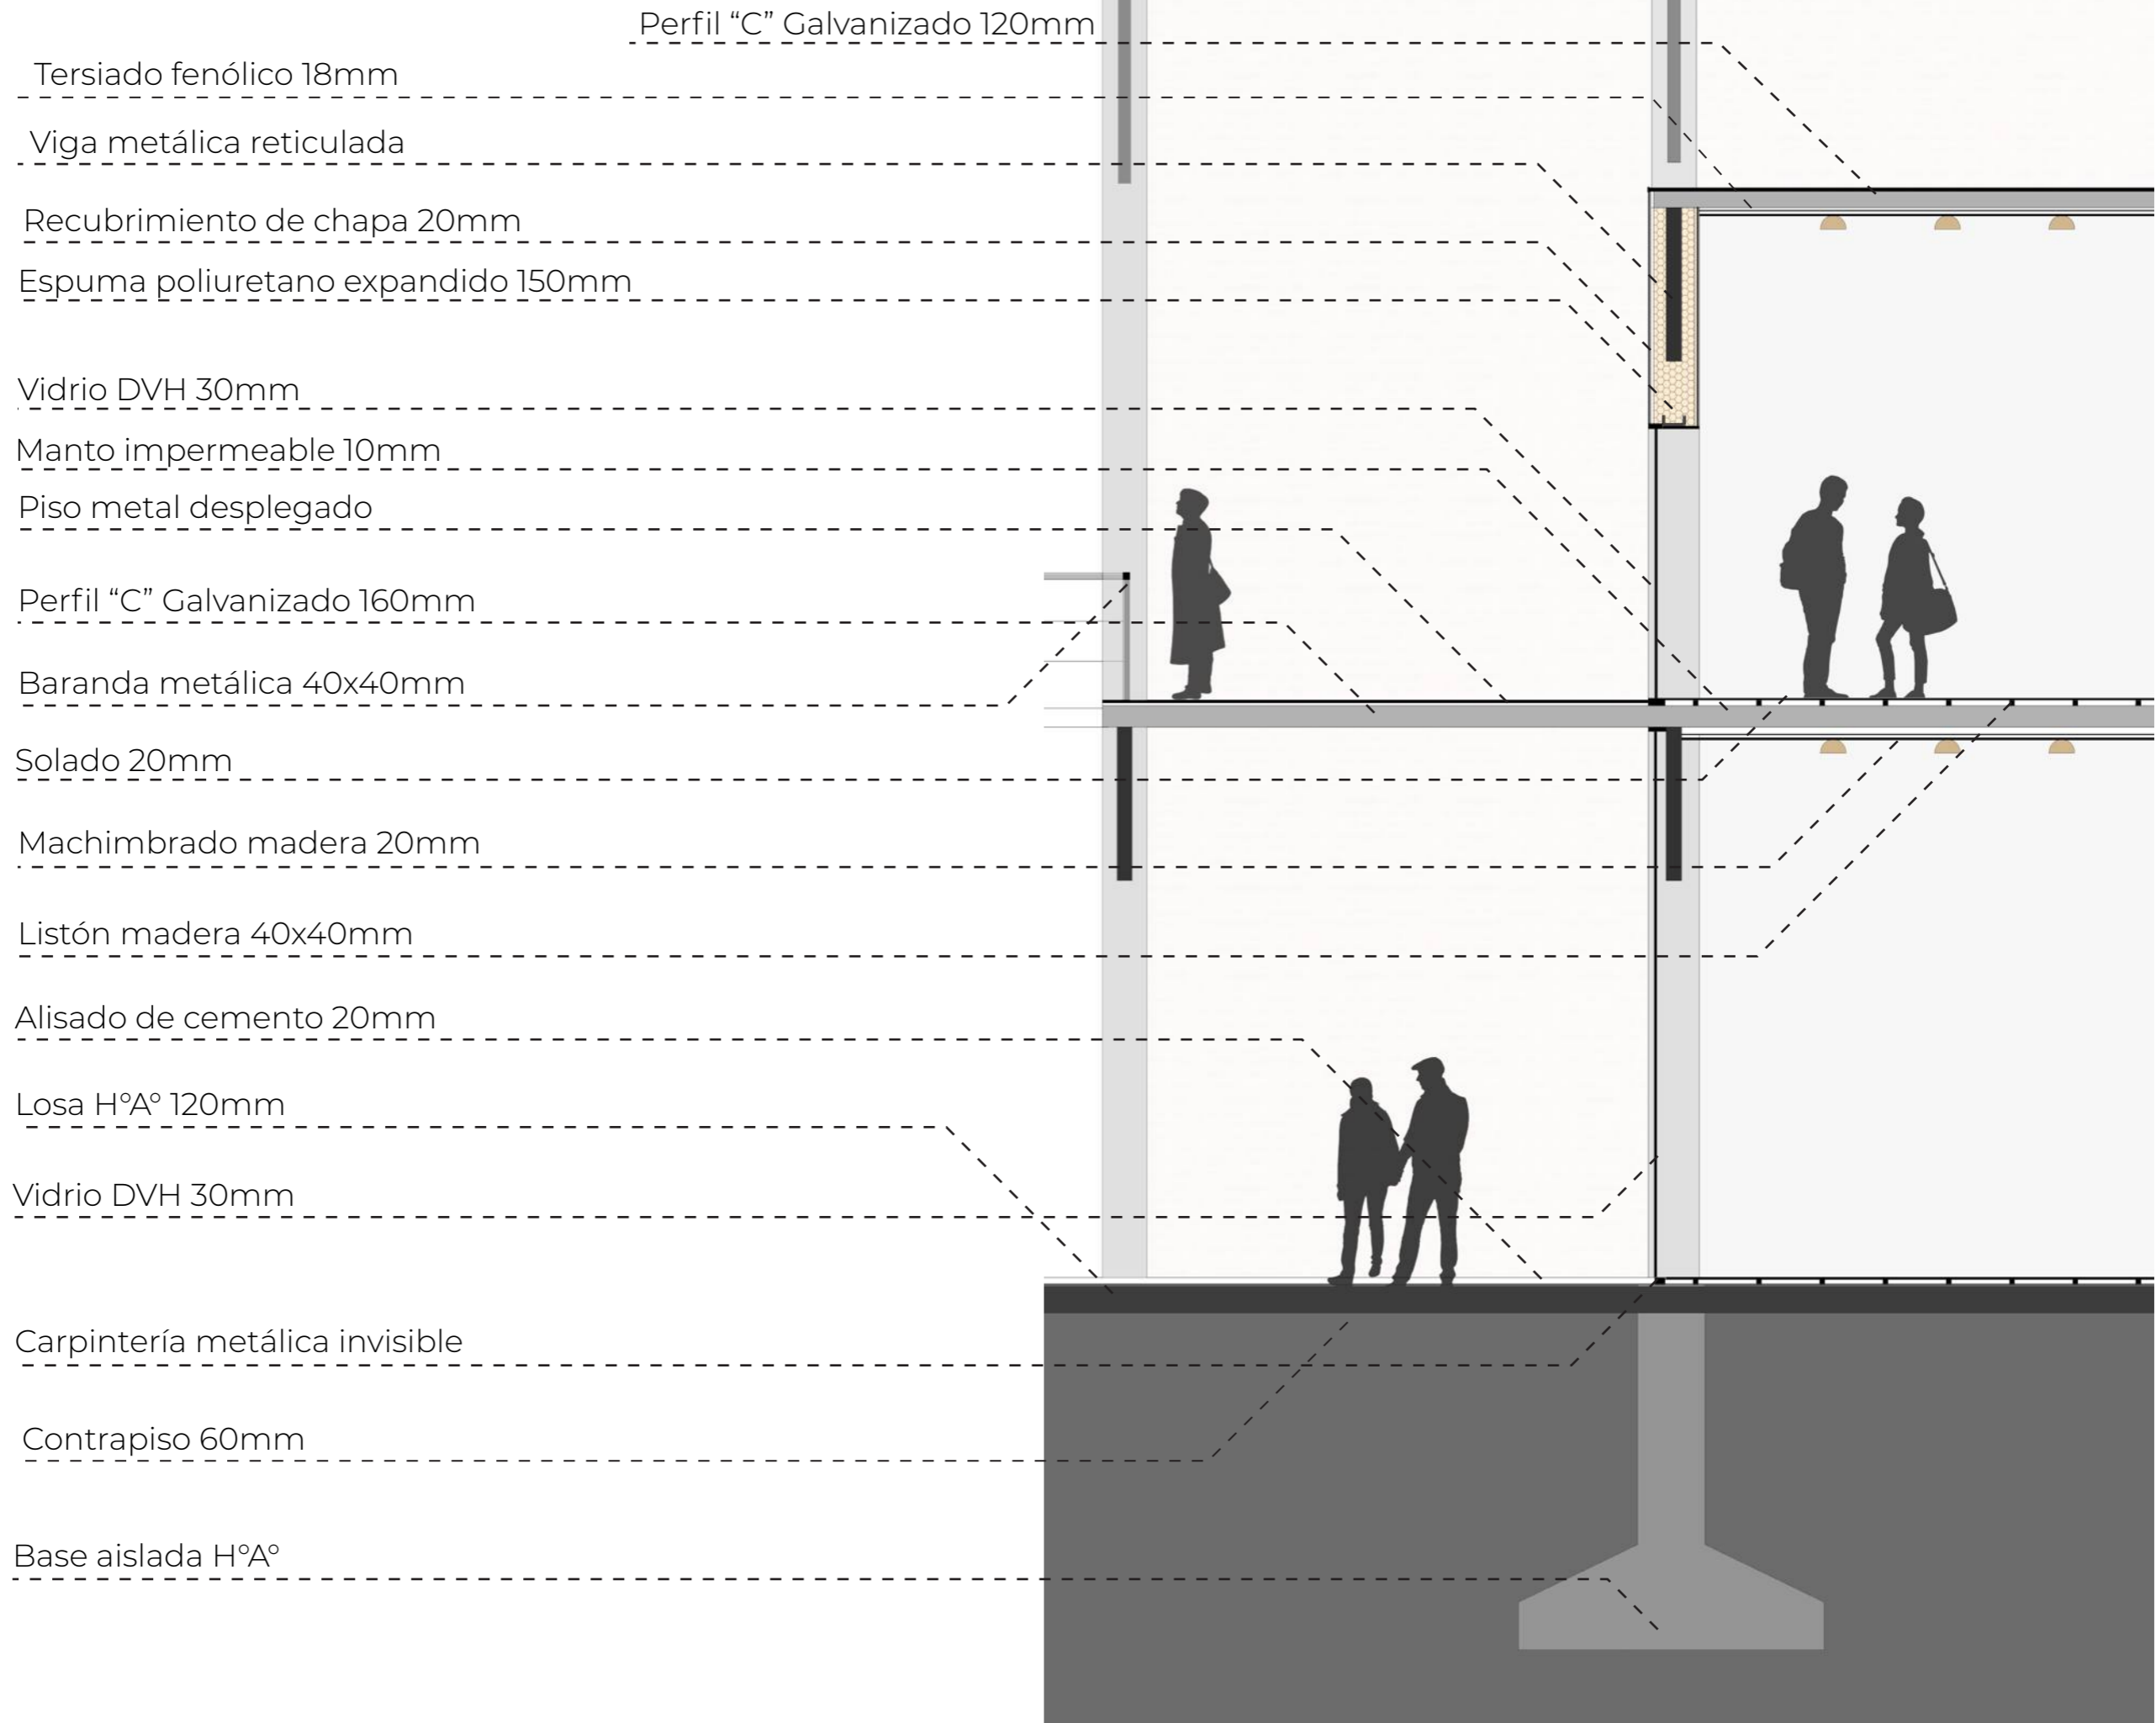 Perfil “C” Galvanizado 120mm
Tersiado fenólico 18mm
Viga metálica reticulada
Recubrimiento de chapa 20mm
Espuma poliuretano expandido 150mm
Vidrio DVH 30mm
Manto impermeable 10mm
Piso metal desplegado
Perfil “C” Galvanizado 160mm
Baranda metálica 40x40mm
Solado 20mm
Machimbrado madera 20mm
Listón madera 40x40mm
Alisado de cemento 20mm
Losa H°A° 120mm
Vidrio DVH 30mm
Carpintería metálica invisible
Contrapiso 60mm
Base aislada H°A°